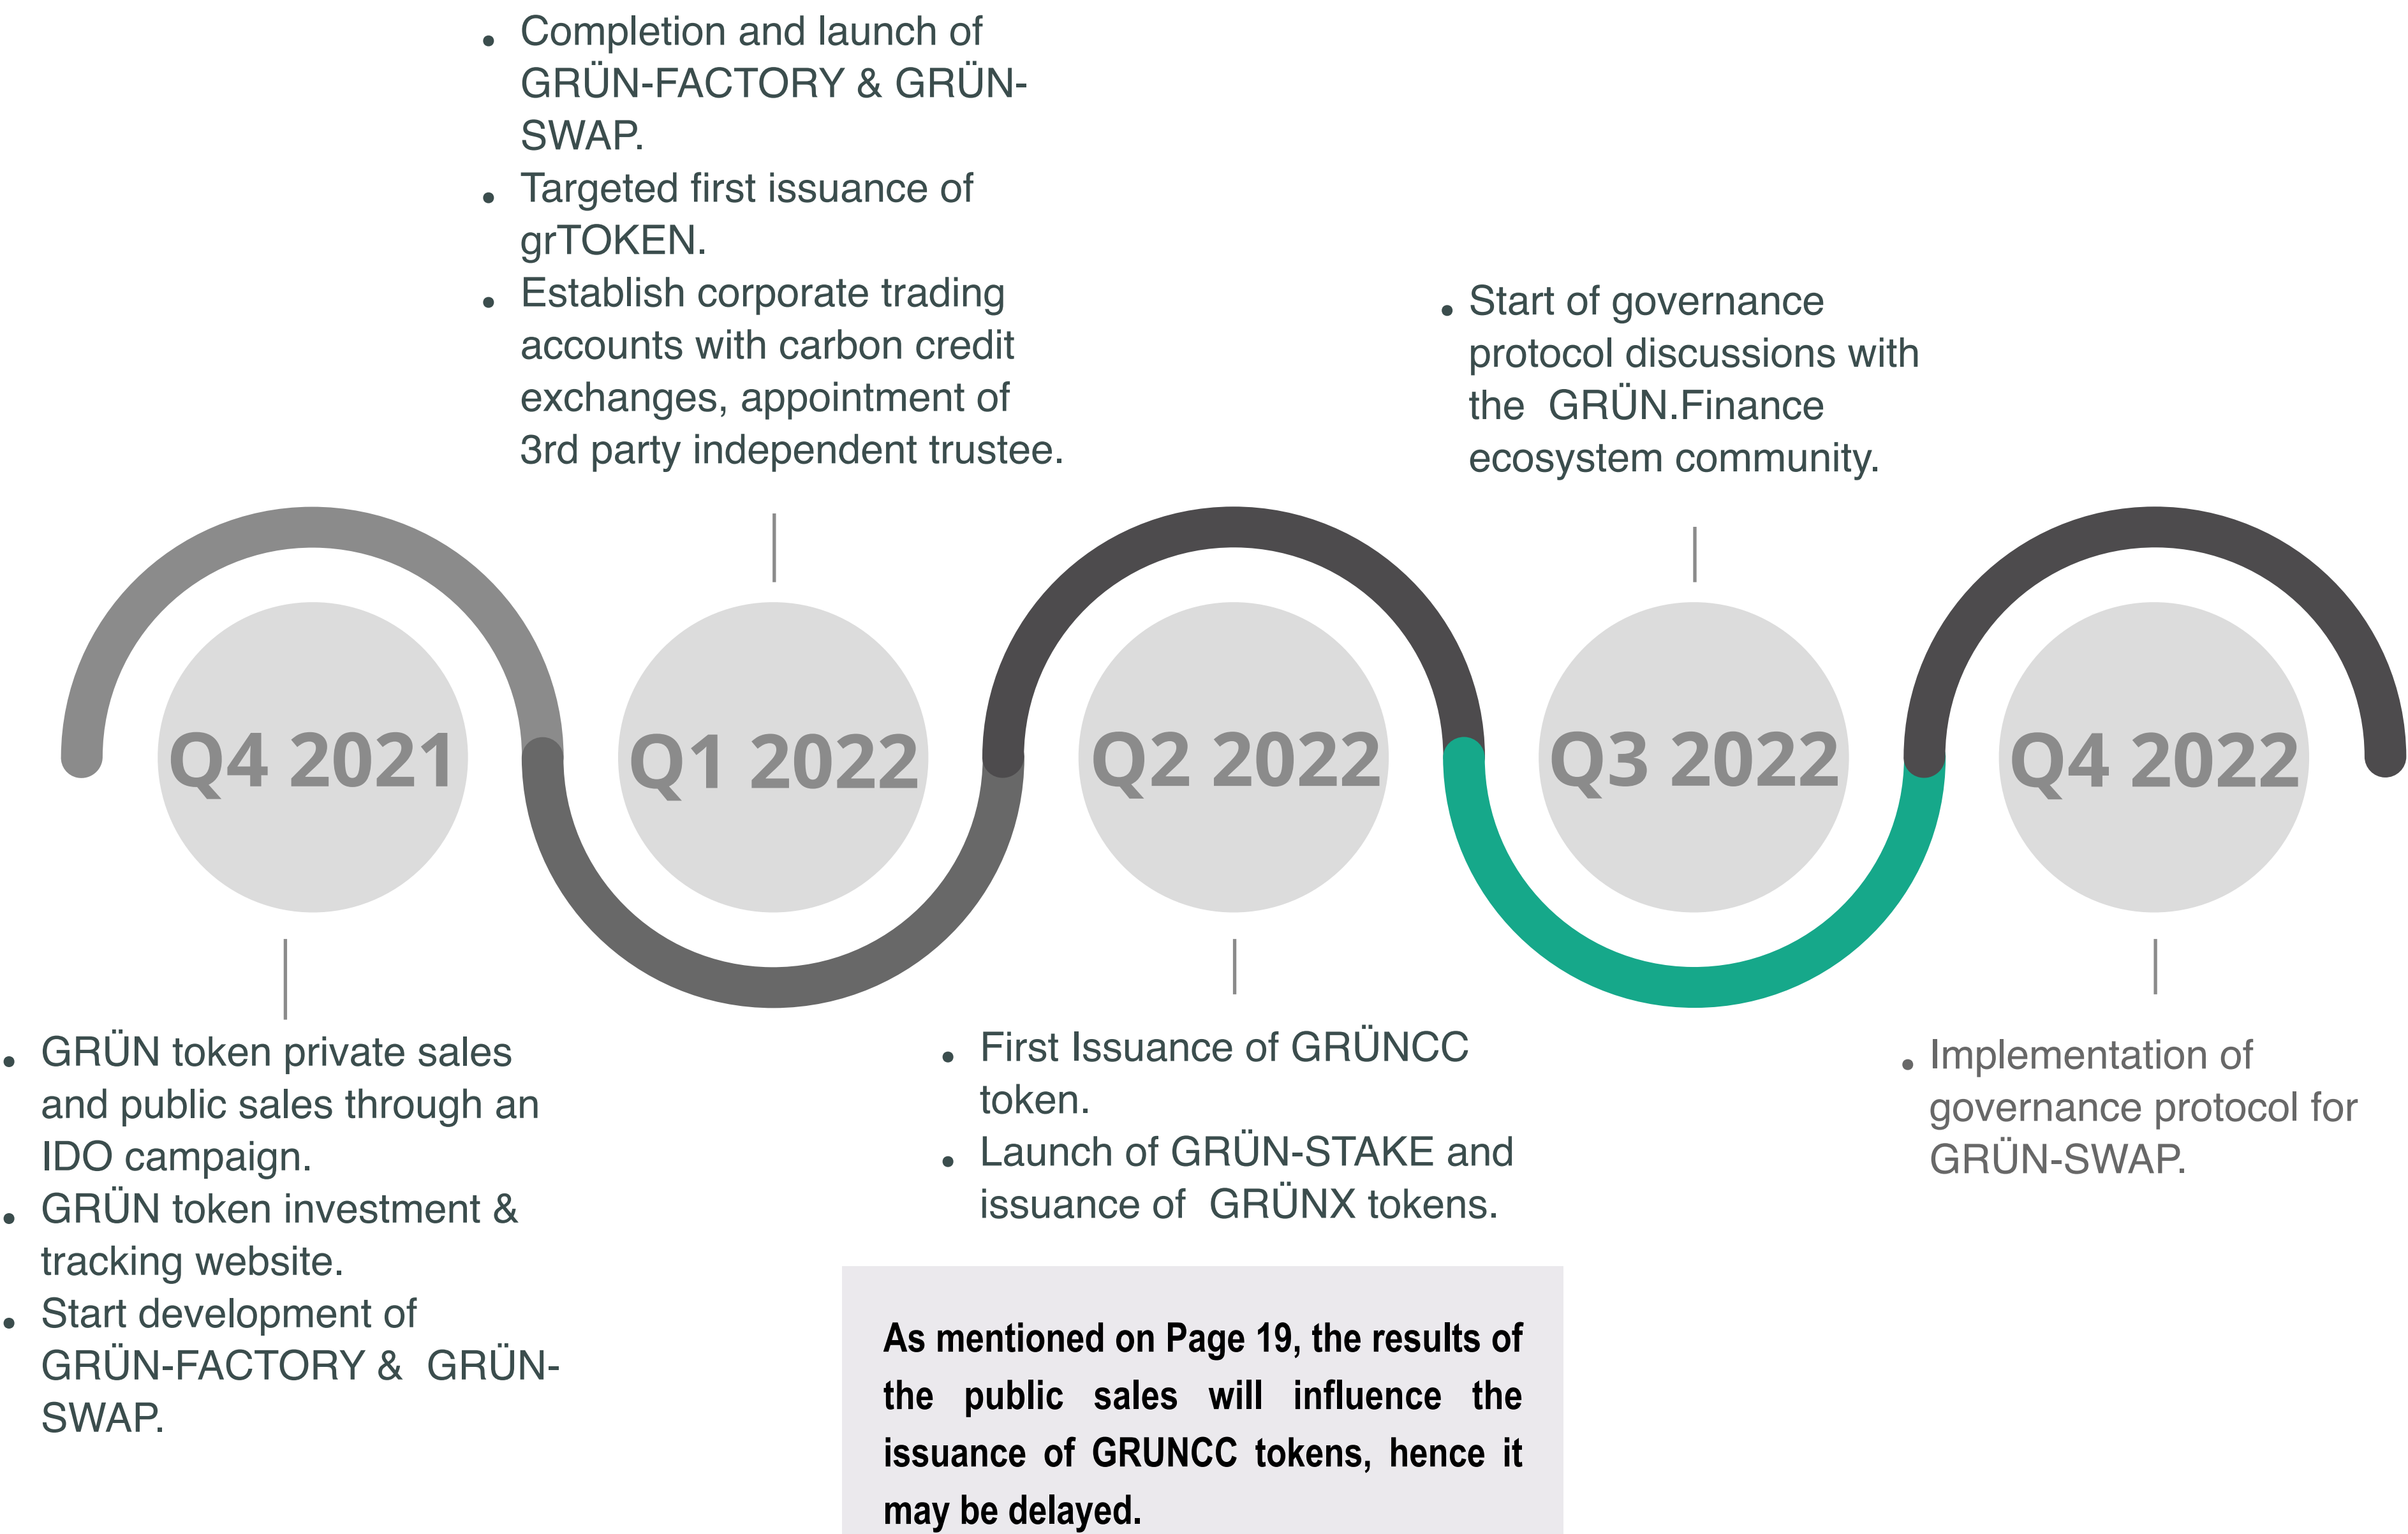 • Completion and launch of
GRÜN-FACTORY & GRÜN-
SWAP.
• Targeted first issuance of
grTOKEN.
• Establish corporate trading
accounts with carbon credit
exchanges, appointment of
3rd party independent trustee.
• Start of governance
protocol discussions with
the GRÜN.Finance
ecosystem community.
Q4 2021
Q1 2022
Q2 2022
Q3 2022
Q4 2022
• GRÜN token private sales
and public sales through an
IDO campaign.
• GRÜN token investment &
tracking website.
• Start development of
GRÜN-FACTORY & GRÜN-
SWAP.
• First Issuance of GRÜNCC
token.
• Launch of GRÜN-STAKE and
issuance of GRÜNX tokens.
• Implementation of
governance protocol for
GRÜN-SWAP.
As mentioned on Page 19, the results of
the public sales will influence the
issuance of GRUNCC tokens, hence it
may be delayed.